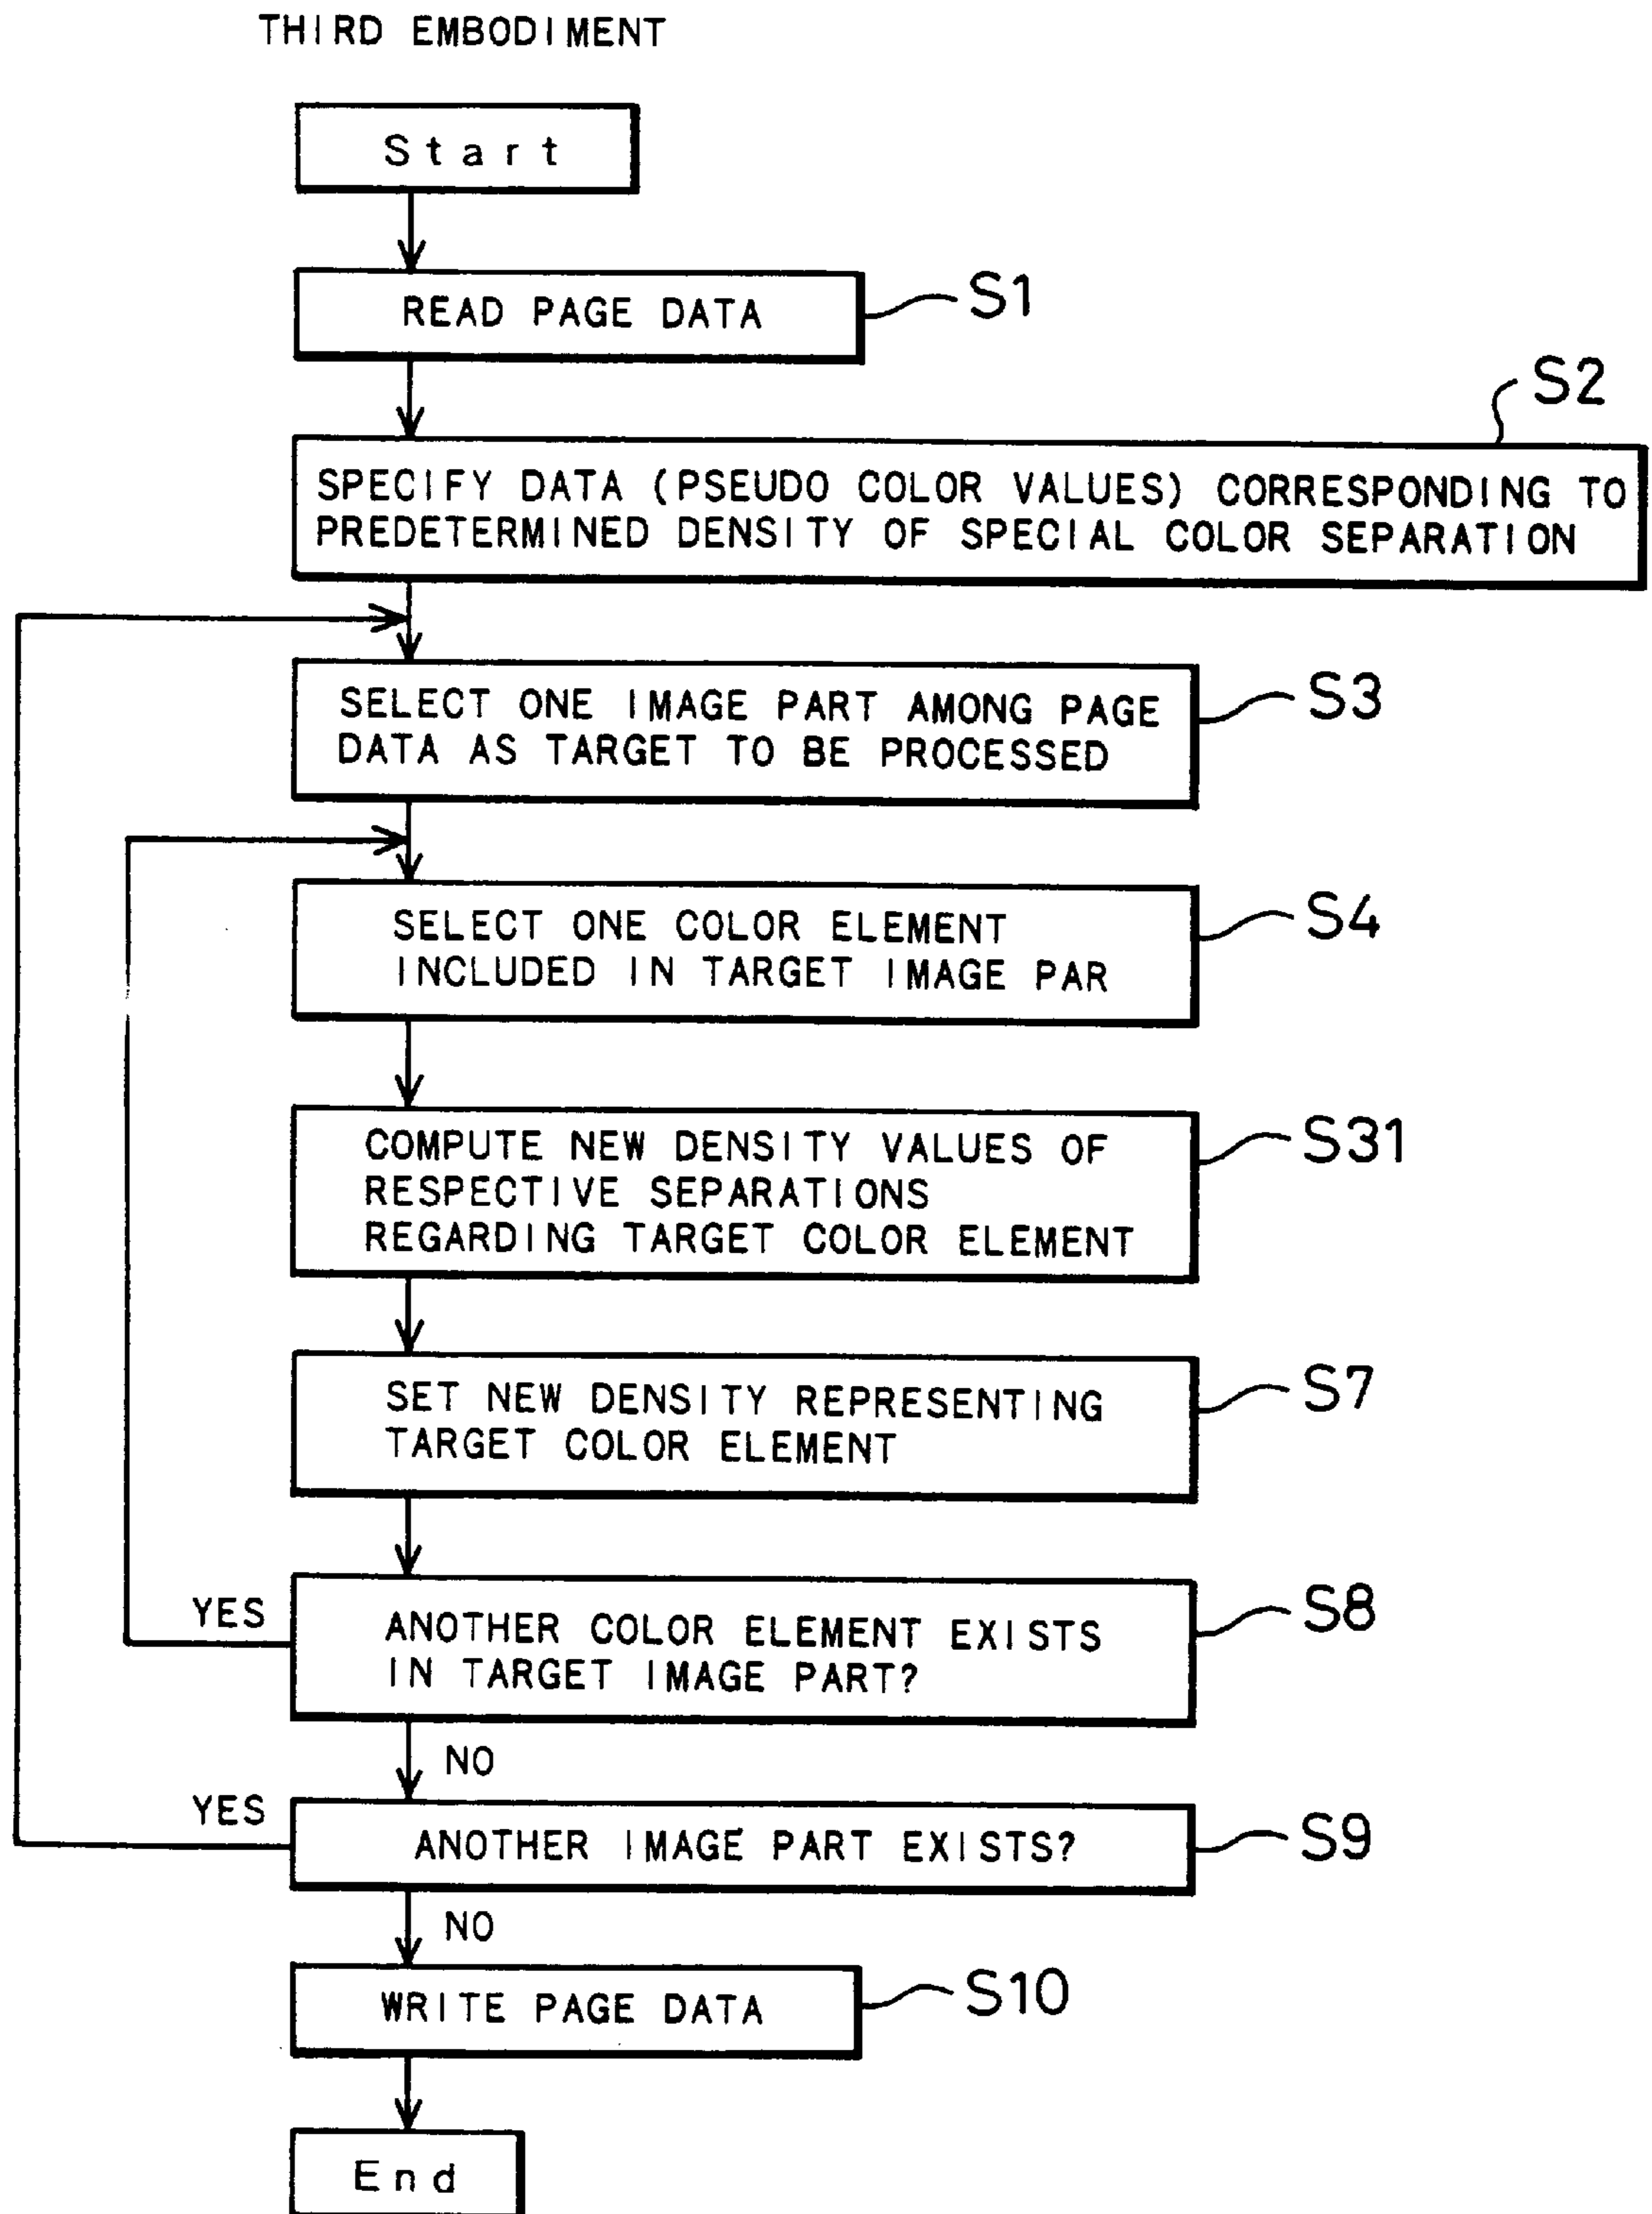 THIRD EMBODIMENT
Start
READ PAGE DATA
S1
S2
SPECIFY DATA (PSEUDO COLOR VALUES) CORRESPONDING TO
PREDETERMINED DENSITY OF SPECIAL COLOR SEPARATION
SELECT ONE IMAGE PART AMONG PAGE
DATA AS TARGET TO BE PROCESSED
S3
SELECT ONE COLOR ELEMENT
INCLUDED IN TARGET IMAGE PAR
S4
COMPUTE NEW DENSITY VALUES OF
RESPECTIVE SEPARATIONS
REGARDING TARGET COLOR ELEMENT
S31
SET NEW DENSITY REPRESENTING
TARGET COLOR ELEMENT
S7
YES
ANOTHER COLOR ELEMENT EXISTS
IN TARGET IMAGE PART?
S8
NO
YES
ANOTHER IMAGE PART EXISTS?
S9
NO
WRITE PAGE DATA
S10
End